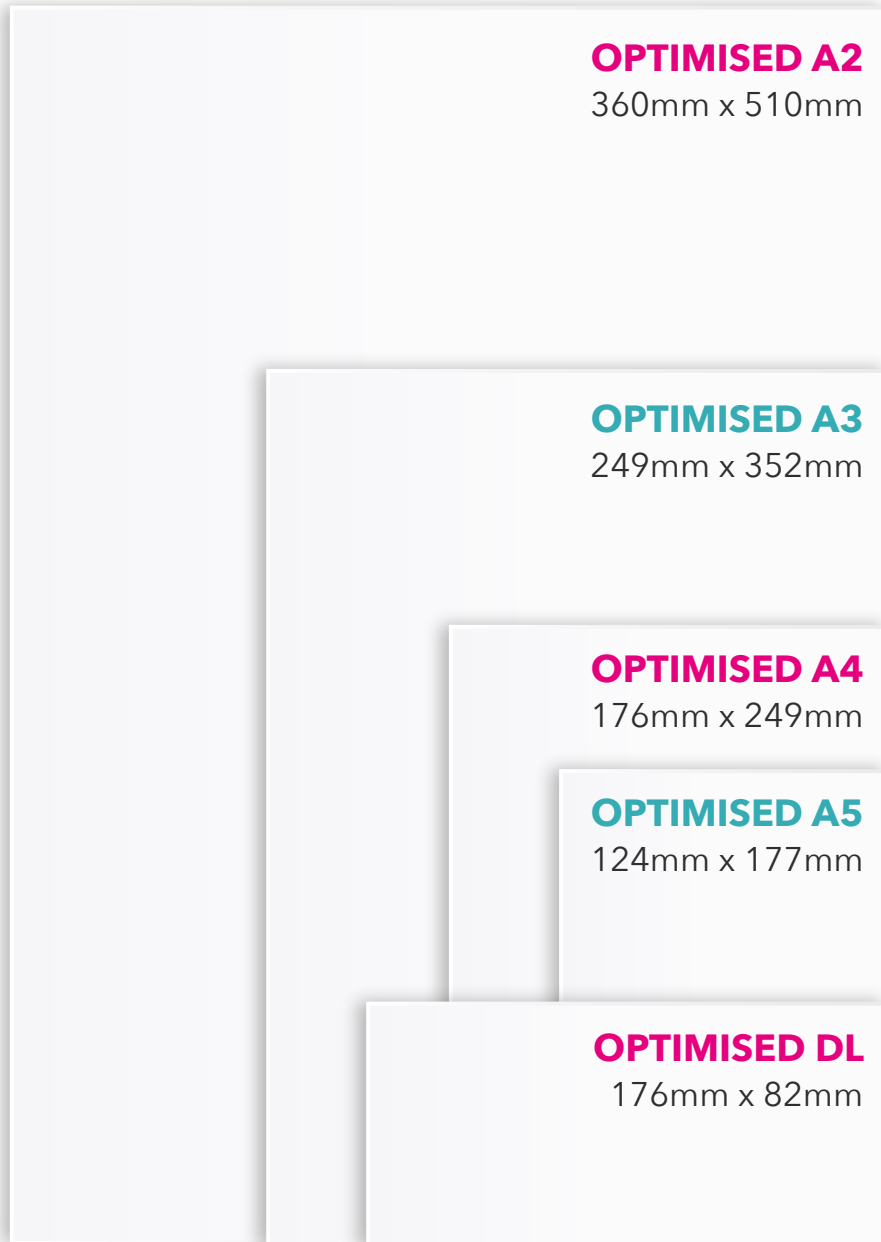 OPTIMISED A2
360mm x 510mm
OPTIMISED A3
249mm x 352mm
OPTIMISED A4
176mm x 249mm
OPTIMISED A5
124mm x 177mm
OPTIMISED DL
176mm x 82mm